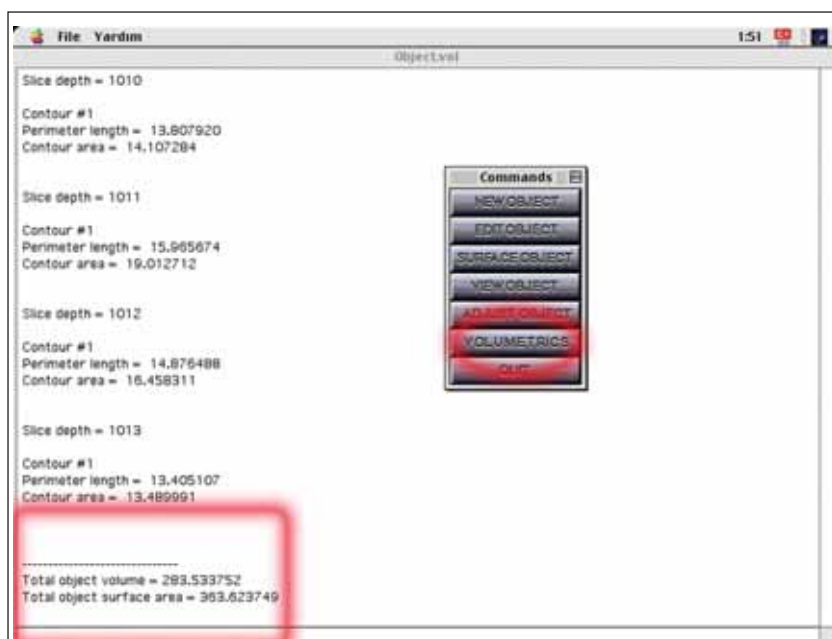 File Yardım
1:51
Object.vol
Slice depth = 1010
Contour #1
Perimeter length = 13.807920
Contour area = 14.107284
Slice depth = 1011
Contour #1
Perimeter length = 15.965674
Contour area = 19.012712
Slice depth = 1012
Contour #1
Perimeter length = 14.876488
Contour area = 16.458311
Slice depth = 1013
Contour #1
Perimeter length = 13.405107
Contour area = 13.489991
------------------------------
Total object volume = 283.533752
Total object surface area = 363.623749
Commands
NEW OBJECT
EDIT OBJECT
SURFACE OBJECT
VIEW OBJECT
ADJUST OBJECT
VOLUMETRICS
QUIT